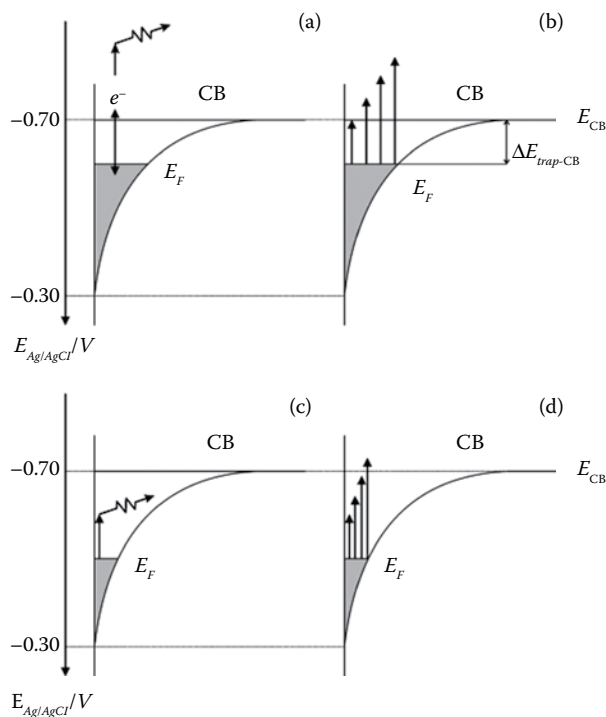 (a) (b)
e⁻ CB CB
−0.70 E_CB
ΔE_trap-CB
E_F E_F
−0.30
E_Ag/AgCl/V
(c) (d)
CB CB
−0.70 E_CB
E_F E_F
−0.30
E_Ag/AgCl/V